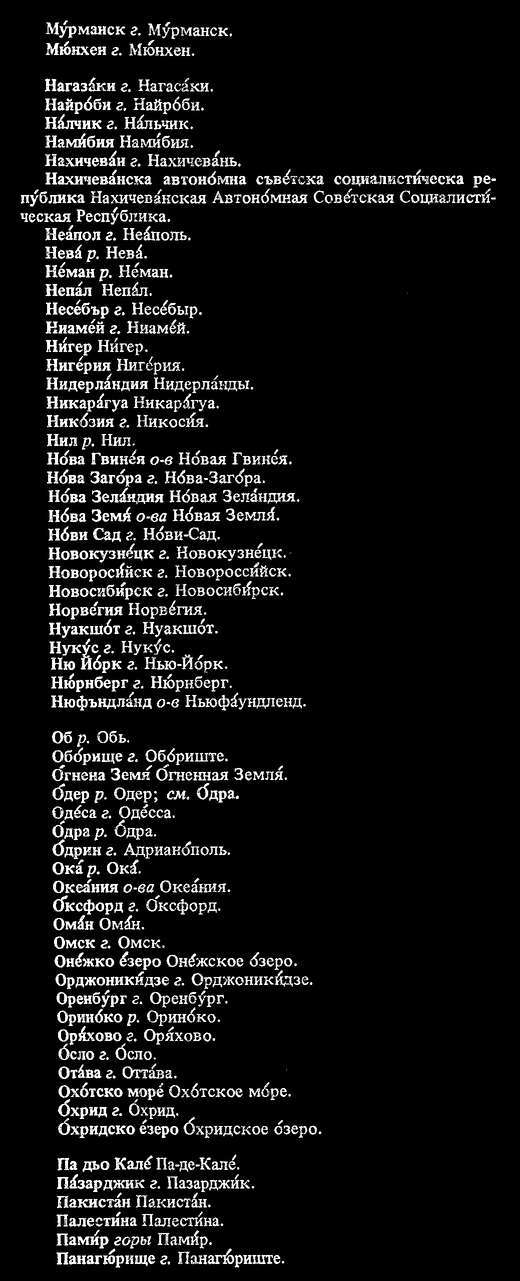 Му́рманск г. Му́рманск.
Мю́нхен г. Мю́нхен.
Нагаза́ки г. Нагаса́ки.
Найро́би г. Найро́би.
На́лчик г. На́льчик.
Нами́бия Нами́бия.
Нахичева́н г. Нахичева́нь.
Нахичева́нска автоно́мна съве́тска социалисти́ческа ре-
пу́блика Нахичева́нская Автоно́мная Сове́тская Социалисти́-
ческая Респу́блика.
Неа́пол г. Неа́поль.
Нева́ р. Нева́.
Не́ман р. Не́ман.
Непа́л Непа́л.
Несе́бър г. Несе́быр.
Ниаме́й г. Ниаме́й.
Ни́гер Ни́гер.
Ниге́рия Ниге́рия.
Нидерла́ндия Нидерла́нды.
Никара́гуа Никара́гуа.
Нико́зия г. Никоси́я.
Нил р. Нил.
Но́ва Гвине́я о-в Но́вая Гвине́я.
Но́ва Заго́ра г. Но́ва-Заго́ра.
Но́ва Зела́ндия Но́вая Зела́ндия.
Но́ва Земя́ о-ва Но́вая Земля́.
Но́ви Сад г. Но́ви-Сад.
Новокузне́цк г. Новокузне́цк.
Новороси́йск г. Новоросси́йск.
Новосиби́рск г. Новосиби́рск.
Норве́гия Норве́гия.
Нуакшо́т г. Нуакшо́т.
Нуку́с г. Нуку́с.
Ню Йо́рк г. Нью-Йо́рк.
Ню́рнберг г. Ню́рнберг.
Нюфъндла́нд о-в Ньюфа́ундленд.
Об р. Обь.
Обо́рище г. Обо́риште.
О́гнена Земя́ О́гненная Земля́.
О́дер р. Одер; см. О́дра.
Оде́са г. Оде́сса.
О́дра р. О́дра.
О́дрин г. Адриано́поль.
Ока́ р. Ока́.
Океа́ния о-ва Океа́ния.
О́ксфорд г. О́ксфорд.
Ома́н Ома́н.
Омск г. Омск.
Оне́жко е́зеро Оне́жское о́зеро.
Орджоники́дзе г. Орджоники́дзе.
Оренбу́рг г. Оренбу́рг.
Орино́ко р. Орино́ко.
Оря́хово г. Оря́хово.
О́сло г. О́сло.
Ота́ва г. Отта́ва.
Охо́тско море́ Охо́тское мо́ре.
О́хрид г. О́хрид.
О́хридско е́зеро О́хридское о́зеро.
Па дьо Кале́ Па-де-Кале́.
Па́зарджик г. Пазарджи́к.
Пакиста́н Пакиста́н.
Палести́на Палести́на.
Пами́р горы Пами́р.
Панагю́рище г. Панагю́риште.